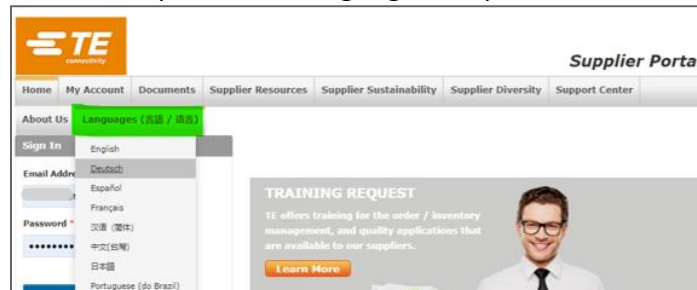 TE
connectivity
Supplier Porta
Home My Account Documents Supplier Resources Supplier Sustainability Supplier Diversity Support Center
About Us Languages (言語 / 语言)
Sign In
English
Deutsch
Email Addre
Español
Français
Password *
汉语 (简体)
中文(台灣)
日本語
Portuguese (do Brazil)
TRAINING REQUEST
TE offers training for the order / inventory
management, and quality applications that
are available to our suppliers.
Learn More